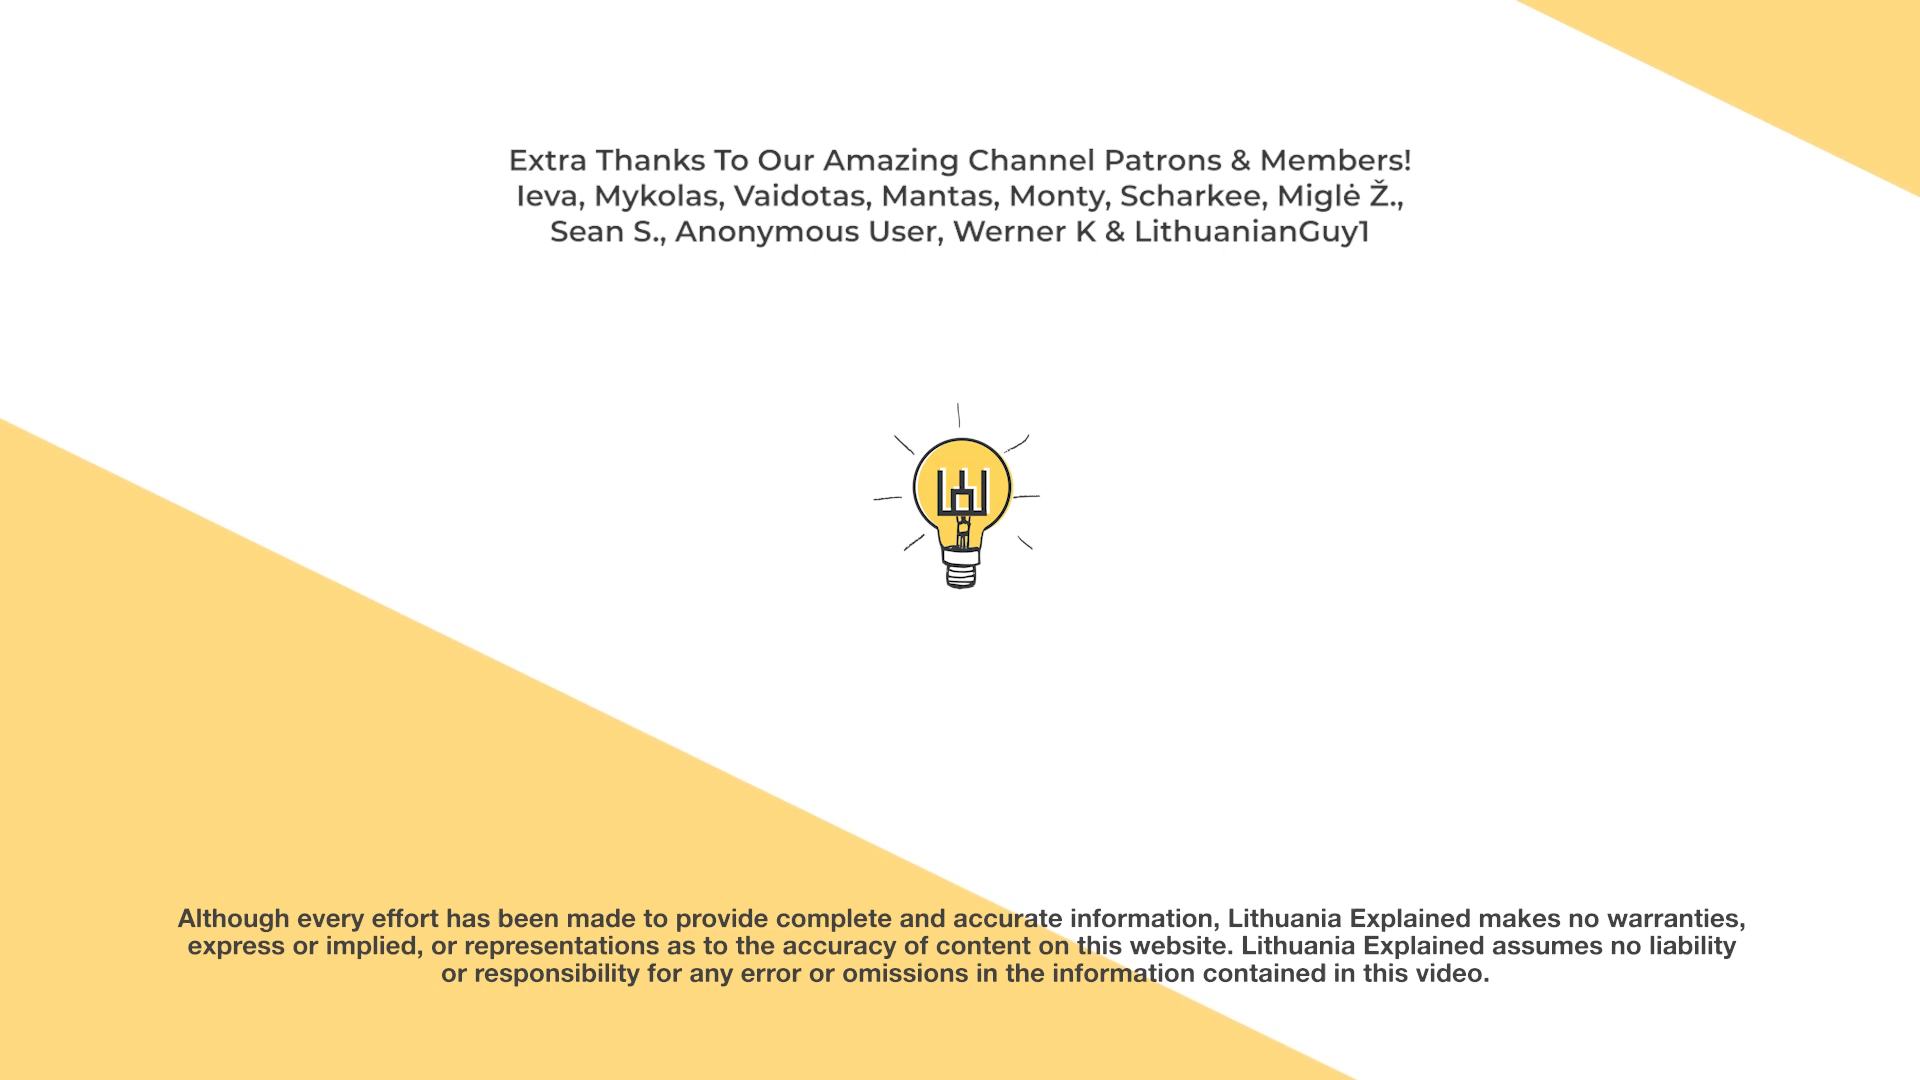 Extra Thanks To Our Amazing Channel Patrons & Members!
Ieva, Mykolas, Vaidotas, Mantas, Monty, Scharkee, Miglė Ž.,
Sean S., Anonymous User, Werner K & LithuanianGuy1
Although every effort has been made to provide complete and accurate information, Lithuania Explained makes no warranties,
express or implied, or representations as to the accuracy of content on this website. Lithuania Explained assumes no liability
or responsibility for any error or omissions in the information contained in this video.